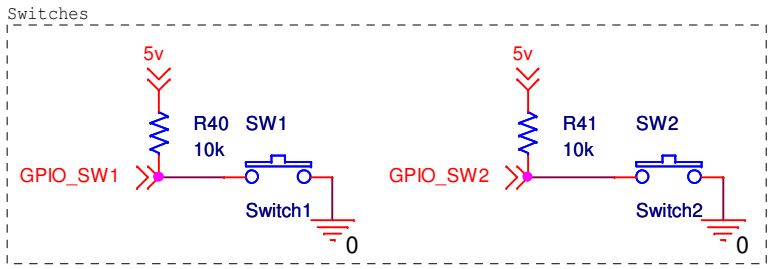 Switches
5v
5v
R40 SW1
10k
R41 SW2
10k
GPIO_SW1
GPIO_SW2
Switch1
Switch2
0
0